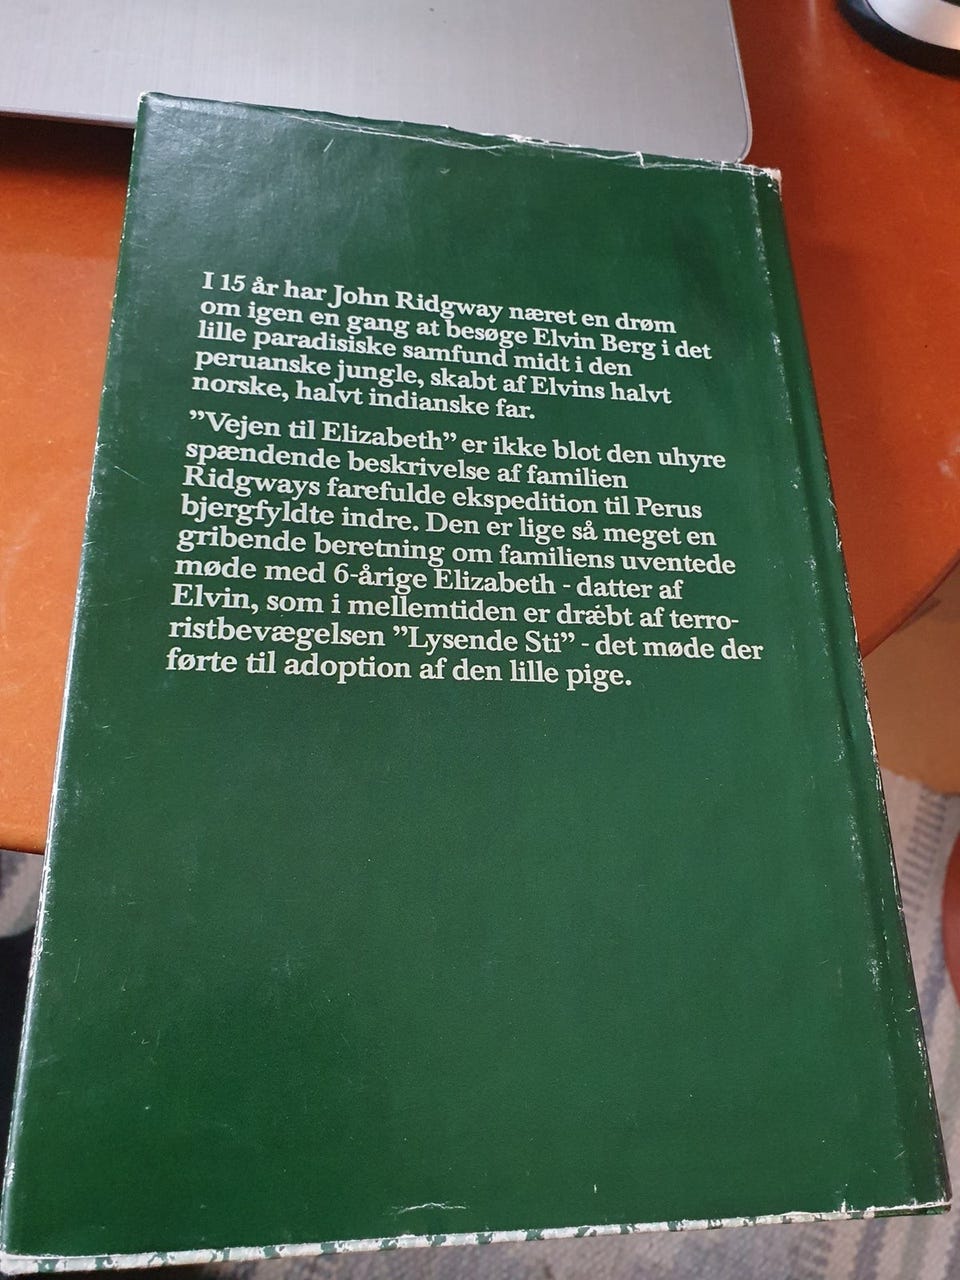 I 15 år har John Ridgway næret en drøm
om igen en gang at besøge Elvin Berg i det
lille paradisiske samfund midt i den
peruanske jungle, skabt af Elvins halvt
norske, halvt indianske far.
”Vejen til Elizabeth” er ikke blot den uhyre
spændende beskrivelse af familien
Ridgways farefulde ekspedition til Perus
bjergfyldte indre. Den er lige så meget en
gribende beretning om familiens uventede
møde med 6-årige Elizabeth - datter af
Elvin, som i mellemtiden er dræbt af terro-
ristbevægelsen ”Lysende Sti” - det møde der
førte til adoption af den lille pige.